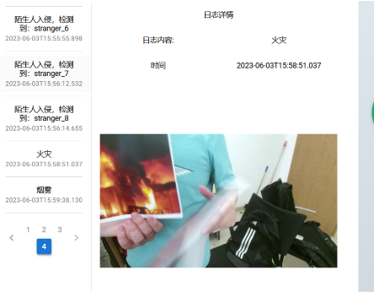 陌生人入侵，检测
到：stranger_6
2023-06-03T15:55:55.898
陌生人入侵，检测
到：stranger_7
2023-06-03T15:56:12.532
陌生人入侵，检测
到：stranger_8
2023-06-03T15:56:14.655
火灾
2023-06-03T15:58:51.037
烟雾
2023-06-03T15:59:38.130
1 2 3
4
日志详情
日志内容: 火灾
时间 2023-06-03T15:58:51.037